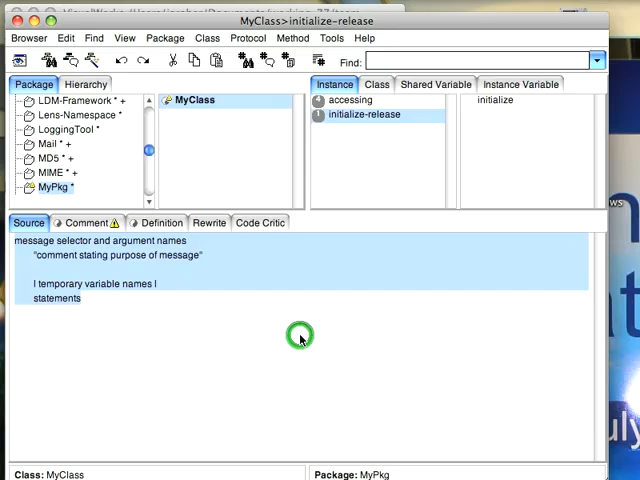 MyClass>initialize-release
Browser Edit Find View Package Class Protocol Method Tools Help
Find:
Package Hierarchy
Instance Class Shared Variable Instance Variable
LDM-Framework * +
Lens-Namespace *
LoggingTool *
Mail * +
MD5 * +
MIME * +
MyPkg *
MyClass
4 accessing
1 initialize-release
initialize
Source Comment Definition Rewrite Code Critic
message selector and argument names
"comment stating purpose of message"
| temporary variable names |
statements
Class: MyClass
Package: MyPkg